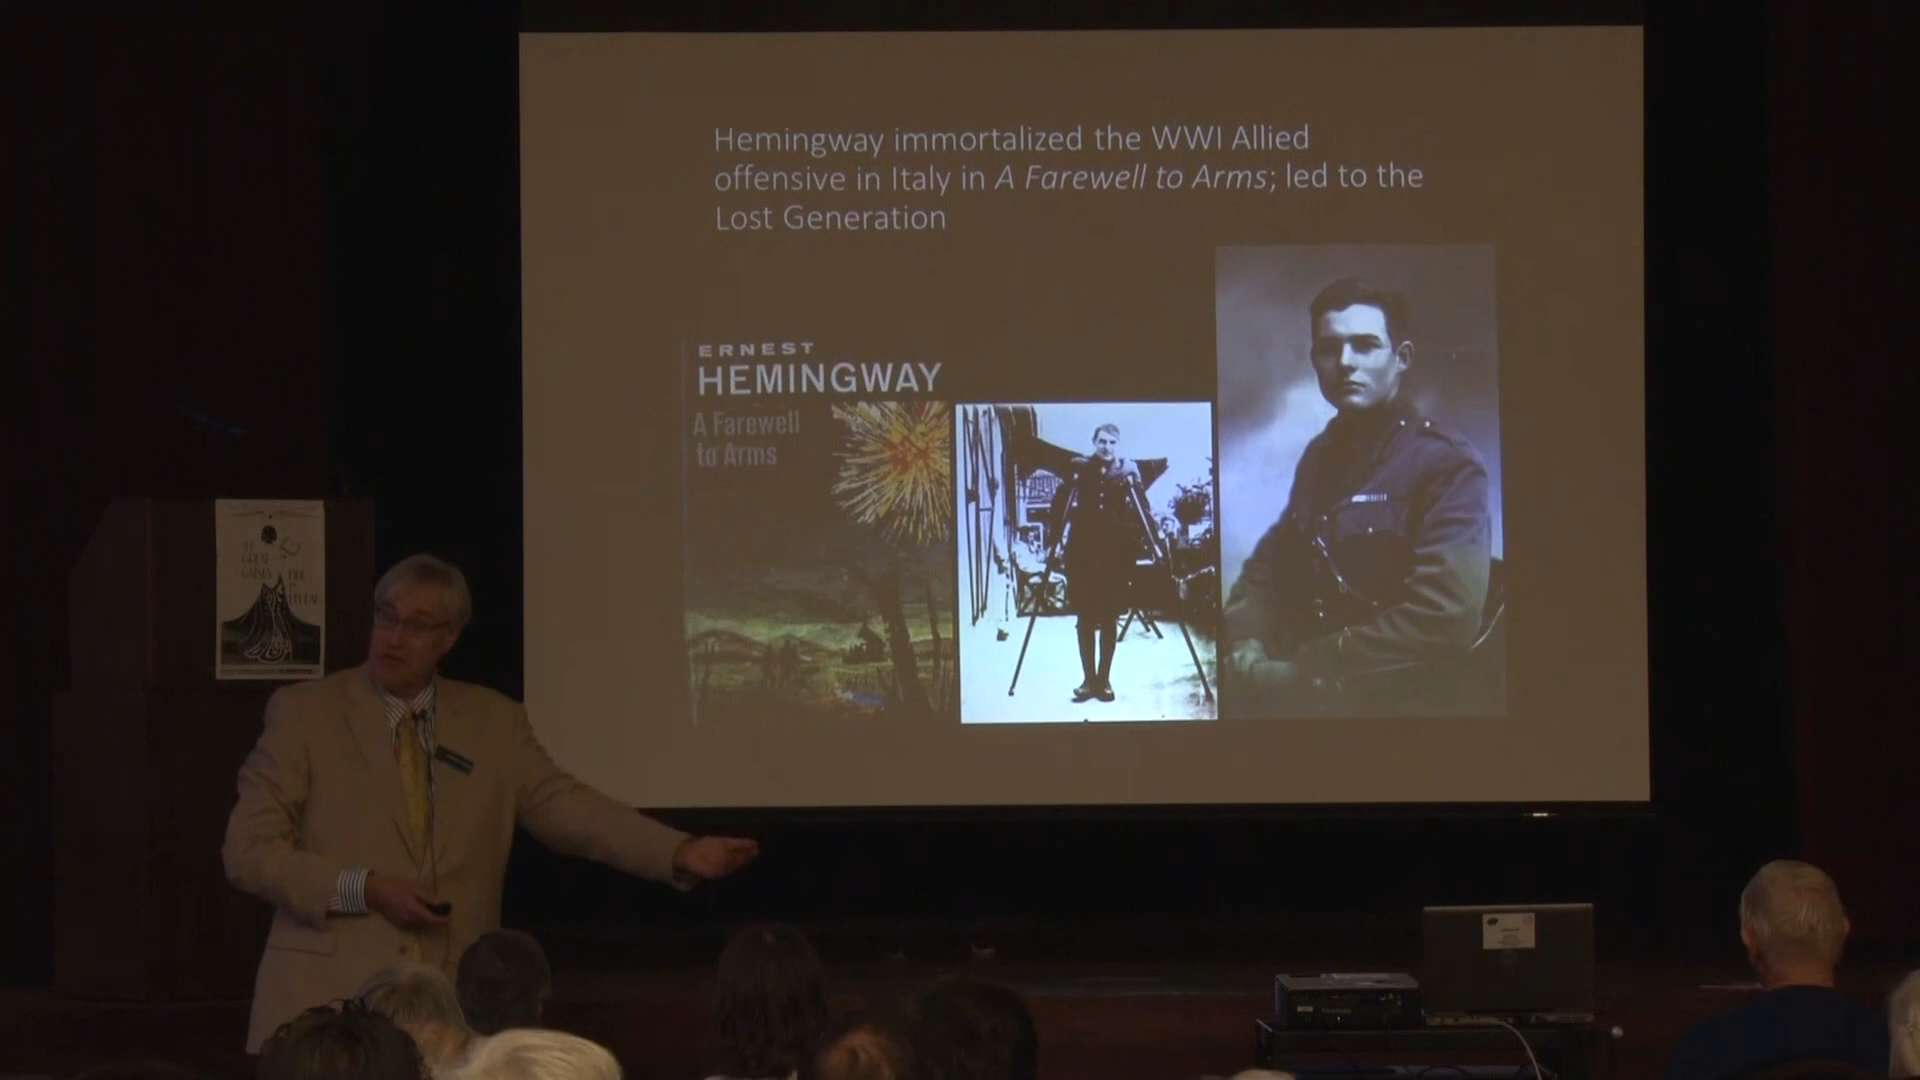 Hemingway immortalized the WWI Allied
offensive in Italy in A Farewell to Arms; led to the
Lost Generation
ERNEST
HEMINGWAY
A Farewell
to Arms